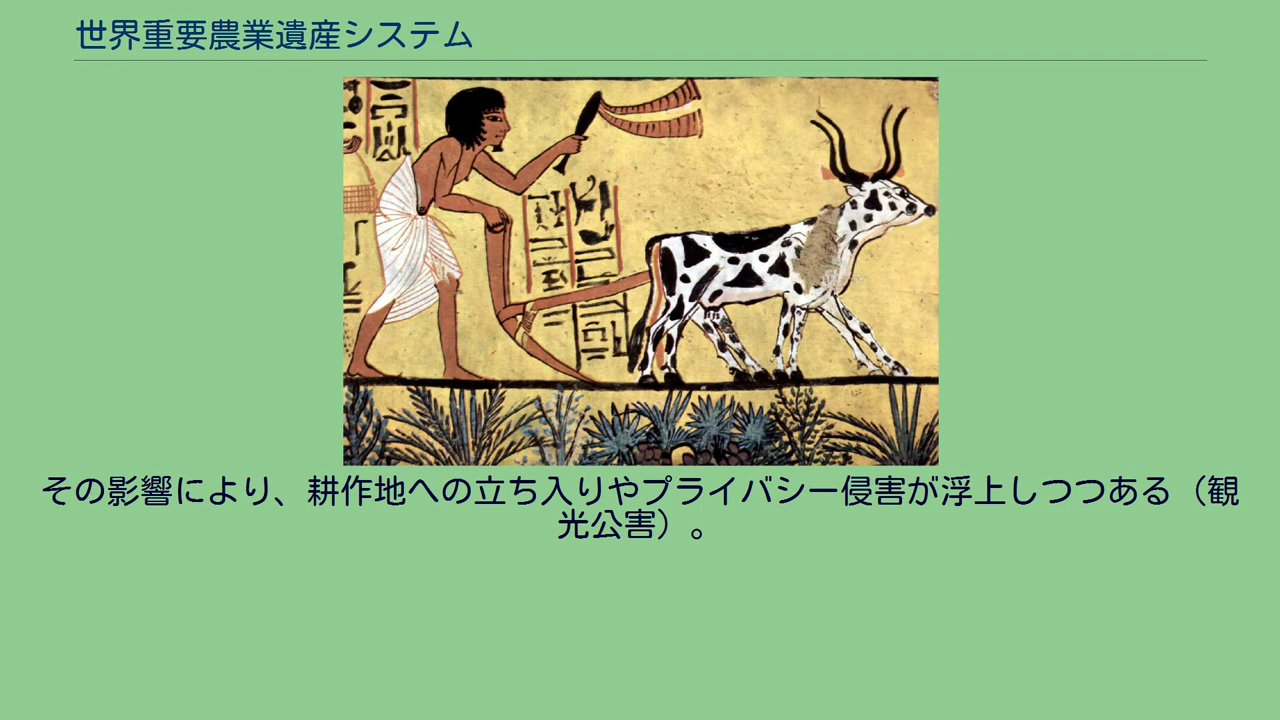 世界重要農業遺産システム
その影響により、耕作地への立ち入りやプライバシー侵害が浮上しつつある（観
光公害）。